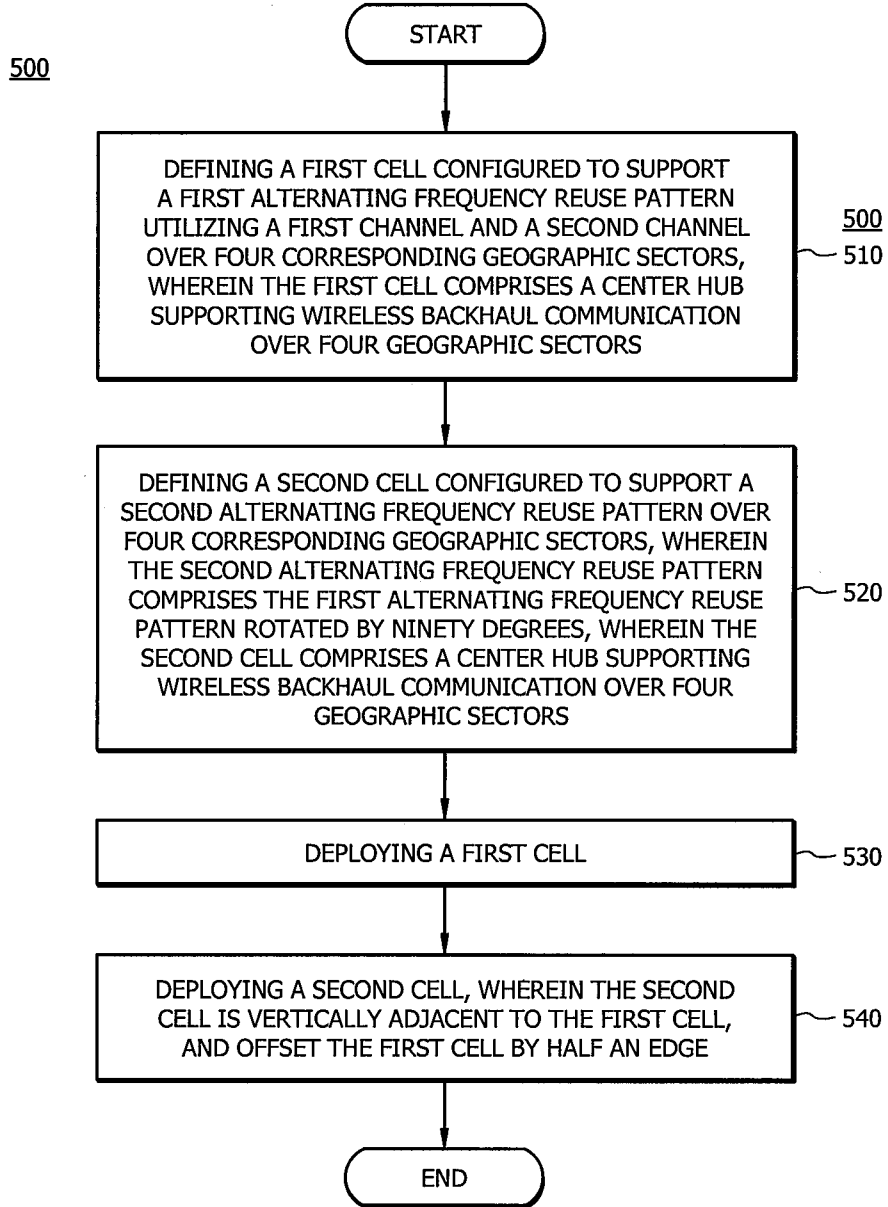 START
500
DEFINING A FIRST CELL CONFIGURED TO SUPPORT
A FIRST ALTERNATING FREQUENCY REUSE PATTERN
UTILIZING A FIRST CHANNEL AND A SECOND CHANNEL
OVER FOUR CORRESPONDING GEOGRAPHIC SECTORS,
WHEREIN THE FIRST CELL COMPRISES A CENTER HUB
SUPPORTING WIRELESS BACKHAUL COMMUNICATION
OVER FOUR GEOGRAPHIC SECTORS
500
510
DEFINING A SECOND CELL CONFIGURED TO SUPPORT A
SECOND ALTERNATING FREQUENCY REUSE PATTERN OVER
FOUR CORRESPONDING GEOGRAPHIC SECTORS, WHEREIN
THE SECOND ALTERNATING FREQUENCY REUSE PATTERN
COMPRISES THE FIRST ALTERNATING FREQUENCY REUSE
PATTERN ROTATED BY NINETY DEGREES, WHEREIN THE
SECOND CELL COMPRISES A CENTER HUB SUPPORTING
WIRELESS BACKHAUL COMMUNICATION OVER FOUR
GEOGRAPHIC SECTORS
520
DEPLOYING A FIRST CELL
530
DEPLOYING A SECOND CELL, WHEREIN THE SECOND
CELL IS VERTICALLY ADJACENT TO THE FIRST CELL,
AND OFFSET THE FIRST CELL BY HALF AN EDGE
540
END